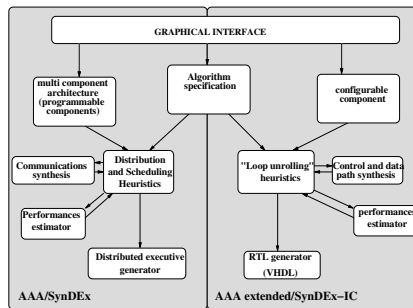 GRAPHICAL INTERFACE
multi component
architecture
(programmable
components)
Algorithm
specification
configurable
component
Communications
synthesis
Distribution
and Scheduling
Heuristics
"Loop unrolling"
heuristics
Control and data
path synthesis
Performances
estimator
performances
estimator
Distributed executive
generator
RTL generator
(VHDL)
AAA/SynDEx
AAA extended/SynDEx-IC